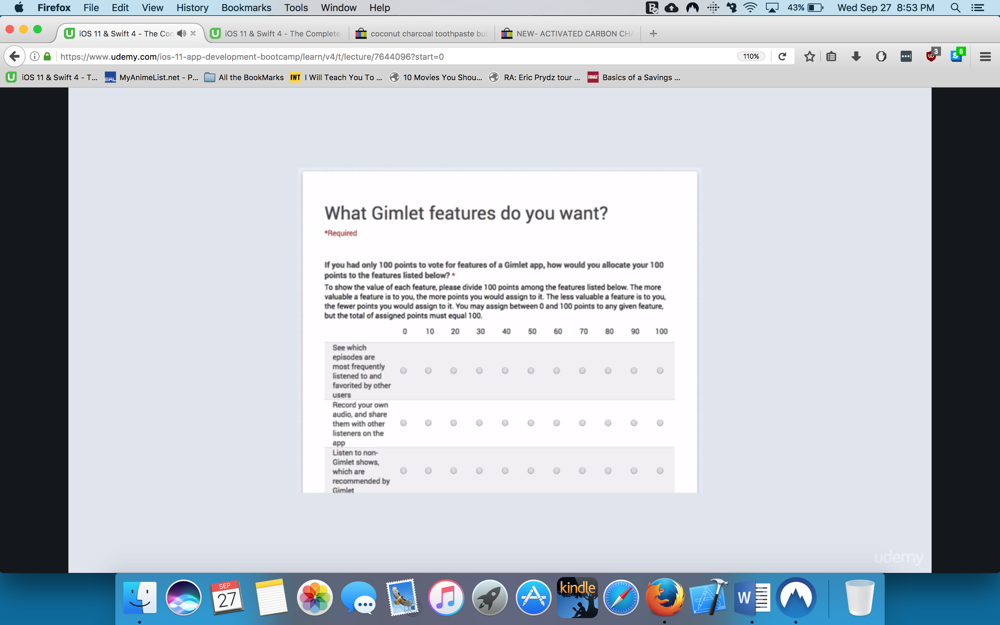 Firefox File Edit View History Bookmarks Tools Window Help 43% Wed Sep 27 8:53 PM
iOS 11 & Swift 4 - The Con iOS 11 & Swift 4 - The Complete coconut charcoal toothpaste bul NEW- ACTIVATED CARBON CHA
https://www.udemy.com/ios-11-app-development-bootcamp/learn/v4/t/lecture/7644096?start=0 110% 3 5
iOS 11 & Swift 4 - T... MAL MyAnimeList.net - P... All the BookMarks IWT I Will Teach You To ... 10 Movies You Shou... RA: Eric Prydz tour ... BB&T Basics of a Savings ...
What Gimlet features do you want?
*Required
If you had only 100 points to vote for features of a Gimlet app, how would you allocate your 100
points to the features listed below? *
To show the value of each feature, please divide 100 points among the features listed below. The more
valuable a feature is to you, the more points you would assign to it. The less valuable a feature is to you,
the fewer points you would assign to it. You may assign between 0 and 100 points to any given feature,
but the total of assigned points must equal 100.
0 10 20 30 40 50 60 70 80 90 100
See which
episodes are
most frequently
listened to and
favorited by other
users
Record your own
audio, and share
them with other
listeners on the
app
Listen to non-
Gimlet shows,
which are
recommended by
Gimlet
udemy
SEP
27
kindle
W